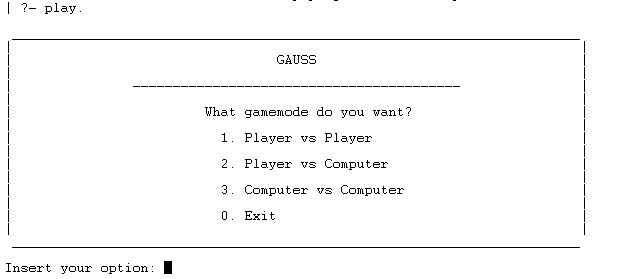 | ?- play.
GAUSS
What gamemode do you want?
1. Player vs Player
2. Player vs Computer
3. Computer vs Computer
0. Exit
Insert your option: